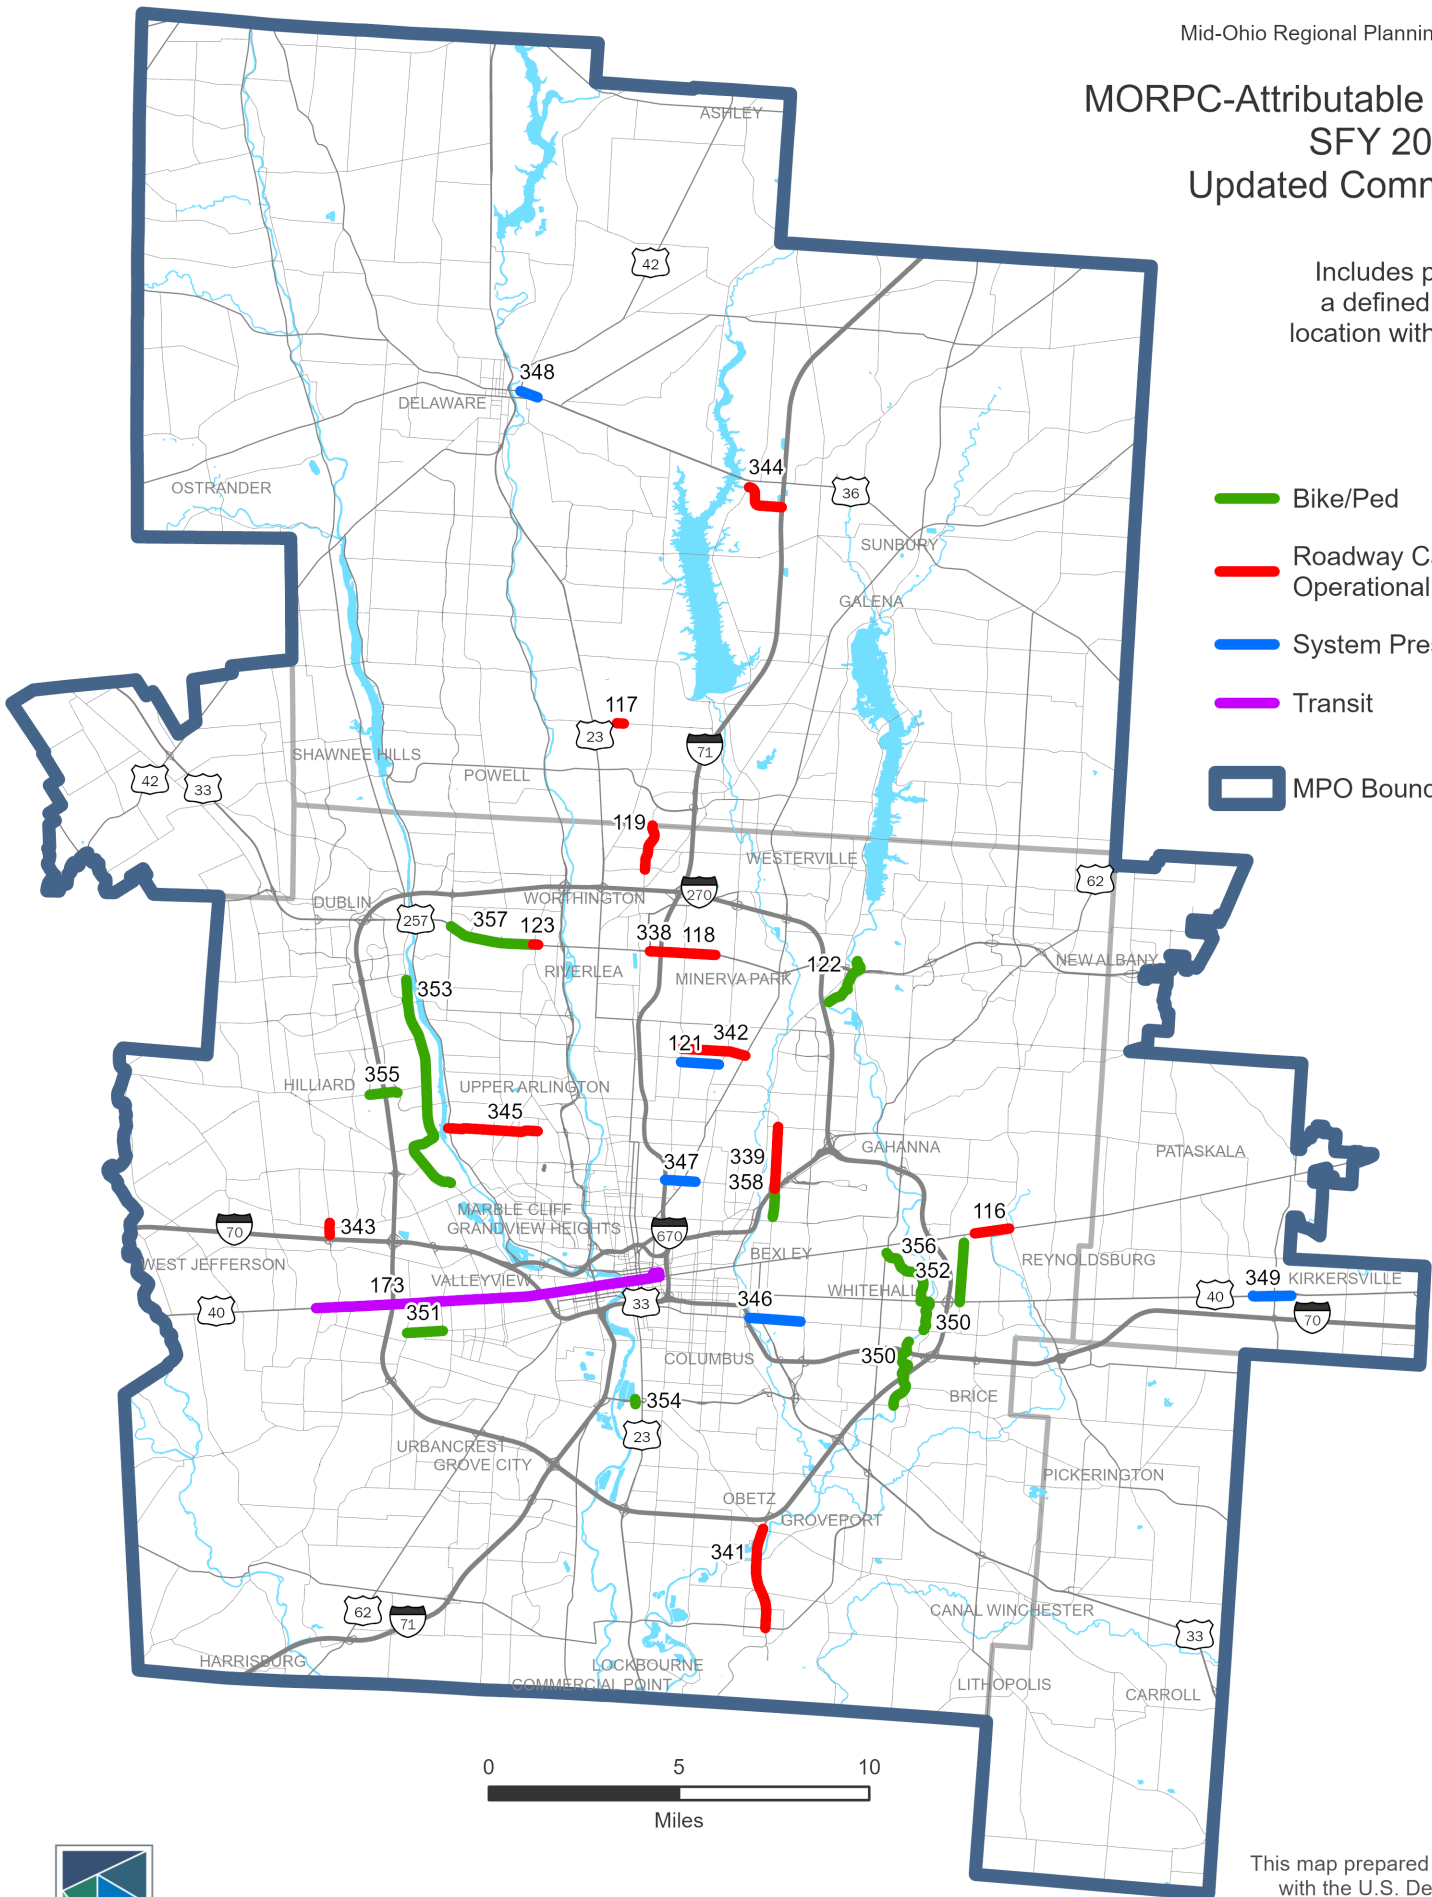 Mid-Ohio Regional Plannin
MORPC-Attributable
SFY 20
Updated Comm
Includes p
a defined
location with
Bike/Ped
Roadway Ca
Operational
System Pres
Transit
MPO Bound
ASHLEY
42
348
DELAWARE
344
36
OSTRANDER
SUNBURY
GALENA
117
23
71
SHAWNEE HILLS
POWELL
42
33
119
WESTERVILLE
62
270
WORTHINGTON
DUBLIN
257
357
123
338
118
122
NEW ALBANY
RIVERLEA
MINERVA PARK
353
121
342
355
HILLIARD
UPPER ARLINGTON
345
339
GAHANNA
PATASKALA
347
358
MARBLE CLIFF
GRANDVIEW HEIGHTS
116
70
343
670
BEXLEY
356
REYNOLDSBURG
WEST JEFFERSON
352
VALLEYVIEW
173
WHITEHALL
349
KIRKERSVILLE
40
40
33
346
70
351
350
COLUMBUS
350
354
BRICE
23
URBANCREST
GROVE CITY
PICKERINGTON
OBETZ
GROVEPORT
341
62
71
CANAL WINCHESTER
33
HARRISBURG
LOCKBOURNE
COMMERCIAL POINT
LITHOPOLIS
CARROLL
0 5 10
Miles
This map prepared
with the U.S. De